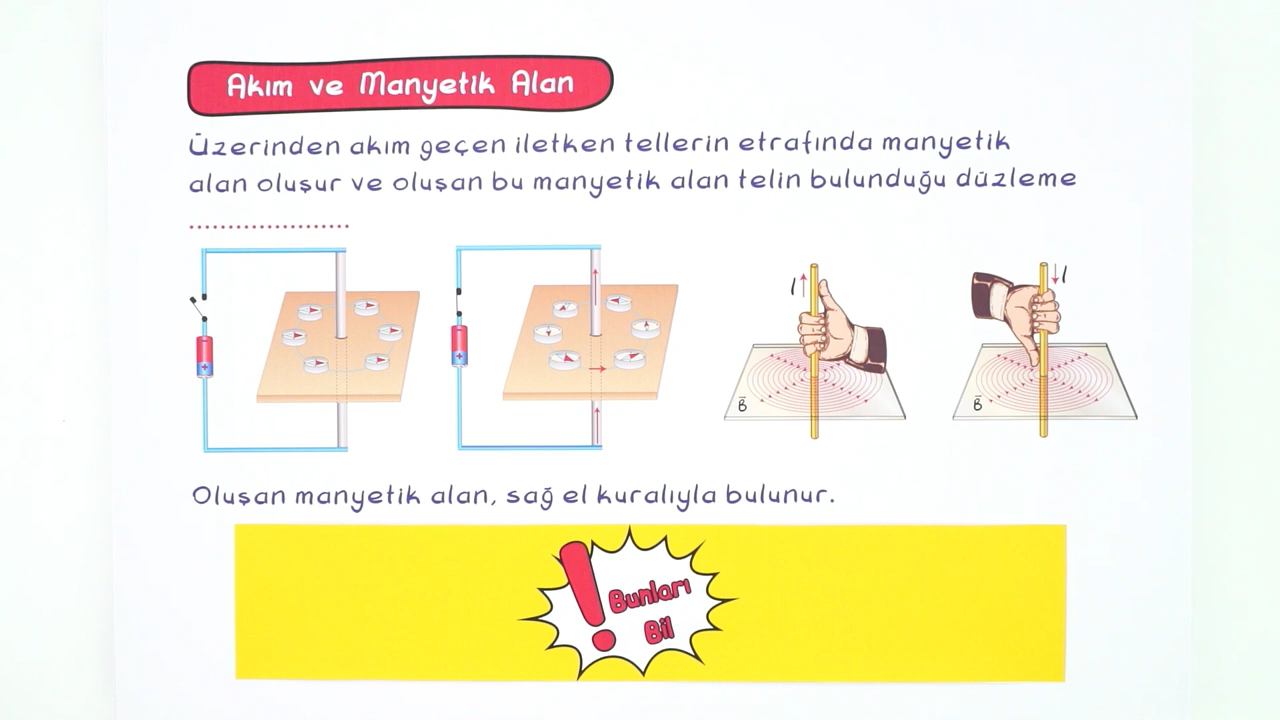 Akım ve Manyetik Alan
Üzerinden akım geçen iletken tellerin etrafında manyetik
alan oluşur ve oluşan bu manyetik alan telin bulunduğu düzleme
....................
I
I
B
B
Oluşan manyetik alan, sağ el kuralıyla bulunur.
! Bunları
Bil